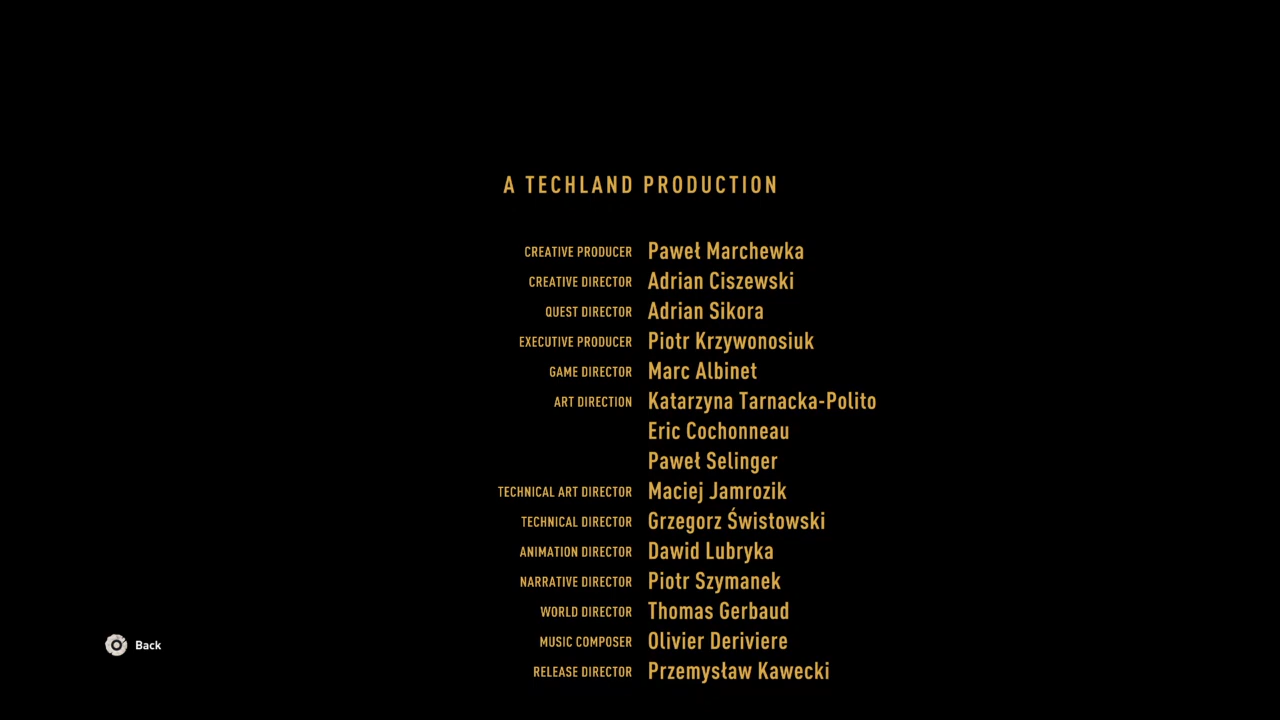 A TECHLAND PRODUCTION
CREATIVE PRODUCER Paweł Marchewka
CREATIVE DIRECTOR Adrian Ciszewski
QUEST DIRECTOR Adrian Sikora
EXECUTIVE PRODUCER Piotr Krzywonosiuk
GAME DIRECTOR Marc Albinet
ART DIRECTION Katarzyna Tarnacka-Polito
Eric Cochonneau
Paweł Selinger
TECHNICAL ART DIRECTOR Maciej Jamrozik
TECHNICAL DIRECTOR Grzegorz Świstowski
ANIMATION DIRECTOR Dawid Lubryka
NARRATIVE DIRECTOR Piotr Szymanek
WORLD DIRECTOR Thomas Gerbaud
MUSIC COMPOSER Olivier Deriviere
RELEASE DIRECTOR Przemysław Kawecki
Back